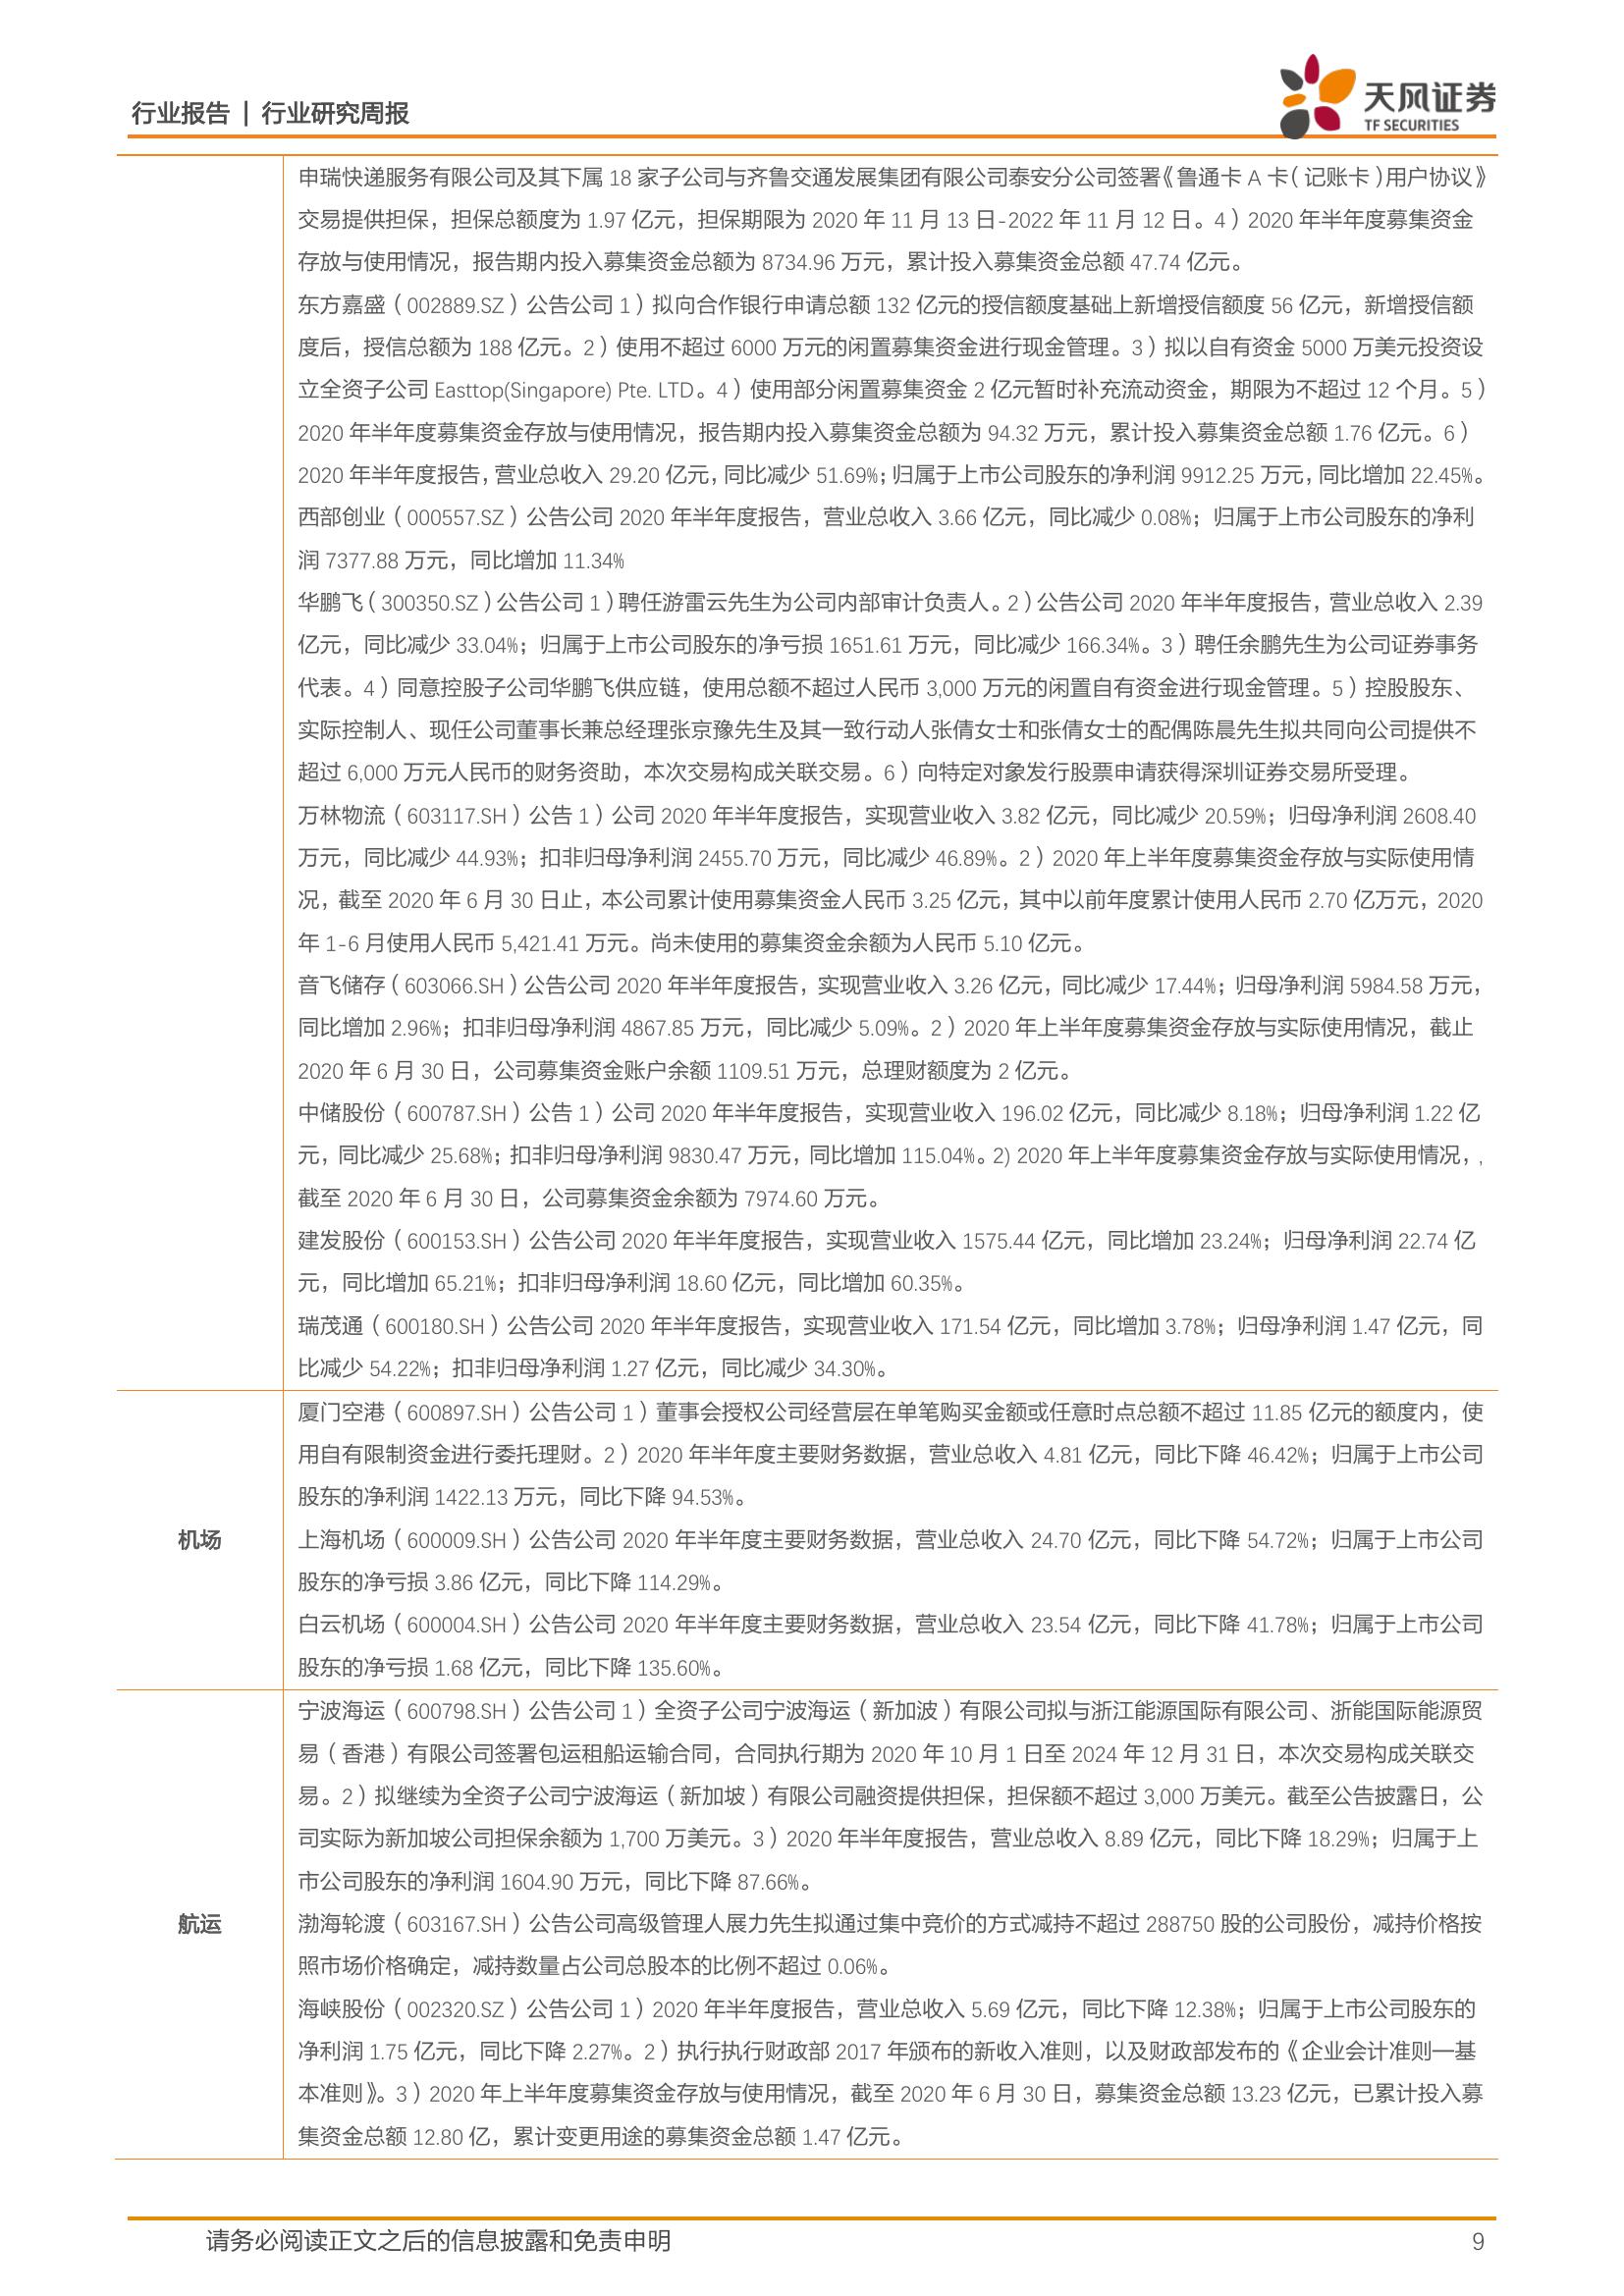 行业报告 | 行业研究周报
天风证券
TF SECURITIES
申瑞快递服务有限公司及其下属 18 家子公司与齐鲁交通发展集团有限公司泰安分公司签署《鲁通卡 A 卡（记账卡）用户协议》
交易提供担保，担保总额度为 1.97 亿元，担保期限为 2020 年 11 月 13 日-2022 年 11 月 12 日。4）2020 年半年度募集资金
存放与使用情况，报告期内投入募集资金总额为 8734.96 万元，累计投入募集资金总额 47.74 亿元。
东方嘉盛（002889.SZ）公告公司 1）拟向合作银行申请总额 132 亿元的授信额度基础上新增授信额度 56 亿元，新增授信额
度后，授信总额为 188 亿元。2）使用不超过 6000 万元的闲置募集资金进行现金管理。3）拟以自有资金 5000 万美元投资设
立全资子公司 Easttop(Singapore) Pte. LTD。4）使用部分闲置募集资金 2 亿元暂时补充流动资金，期限为不超过 12 个月。5）
2020 年半年度募集资金存放与使用情况，报告期内投入募集资金总额为 94.32 万元，累计投入募集资金总额 1.76 亿元。6）
2020 年半年度报告，营业总收入 29.20 亿元，同比减少 51.69%；归属于上市公司股东的净利润 9912.25 万元，同比增加 22.45%。
西部创业（000557.SZ）公告公司 2020 年半年度报告，营业总收入 3.66 亿元，同比减少 0.08%；归属于上市公司股东的净利
润 7377.88 万元，同比增加 11.34%
华鹏飞（300350.SZ）公告公司 1）聘任游雷云先生为公司内部审计负责人。2）公告公司 2020 年半年度报告，营业总收入 2.39
亿元，同比减少 33.04%；归属于上市公司股东的净亏损 1651.61 万元，同比减少 166.34%。3）聘任余鹏先生为公司证券事务
代表。4）同意控股子公司华鹏飞供应链，使用总额不超过人民币 3,000 万元的闲置自有资金进行现金管理。5）控股股东、
实际控制人、现任公司董事长兼总经理张京豫先生及其一致行动人张倩女士和张倩女士的配偶陈晨先生拟共同向公司提供不
超过 6,000 万元人民币的财务资助，本次交易构成关联交易。6）向特定对象发行股票申请获得深圳证券交易所受理。
万林物流（603117.SH）公告 1）公司 2020 年半年度报告，实现营业收入 3.82 亿元，同比减少 20.59%；归母净利润 2608.40
万元，同比减少 44.93%；扣非归母净利润 2455.70 万元，同比减少 46.89%。2）2020 年上半年度募集资金存放与实际使用情
况，截至 2020 年 6 月 30 日止，本公司累计使用募集资金人民币 3.25 亿元，其中以前年度累计使用人民币 2.70 亿万元，2020
年 1-6 月使用人民币 5,421.41 万元。尚未使用的募集资金余额为人民币 5.10 亿元。
音飞储存（603066.SH）公告公司 2020 年半年度报告，实现营业收入 3.26 亿元，同比减少 17.44%；归母净利润 5984.58 万元，
同比增加 2.96%；扣非归母净利润 4867.85 万元，同比减少 5.09%。2）2020 年上半年度募集资金存放与实际使用情况，截止
2020 年 6 月 30 日，公司募集资金账户余额 1109.51 万元，总理财额度为 2 亿元。
中储股份（600787.SH）公告 1）公司 2020 年半年度报告，实现营业收入 196.02 亿元，同比减少 8.18%；归母净利润 1.22 亿
元，同比减少 25.68%；扣非归母净利润 9830.47 万元，同比增加 115.04%。2) 2020 年上半年度募集资金存放与实际使用情况，,
截至 2020 年 6 月 30 日，公司募集资金余额为 7974.60 万元。
建发股份（600153.SH）公告公司 2020 年半年度报告，实现营业收入 1575.44 亿元，同比增加 23.24%；归母净利润 22.74 亿
元，同比增加 65.21%；扣非归母净利润 18.60 亿元，同比增加 60.35%。
瑞茂通（600180.SH）公告公司 2020 年半年度报告，实现营业收入 171.54 亿元，同比增加 3.78%；归母净利润 1.47 亿元，同
比减少 54.22%；扣非归母净利润 1.27 亿元，同比减少 34.30%。
机场
厦门空港（600897.SH）公告公司 1）董事会授权公司经营层在单笔购买金额或任意时点总额不超过 11.85 亿元的额度内，使
用自有限制资金进行委托理财。2）2020 年半年度主要财务数据，营业总收入 4.81 亿元，同比下降 46.42%；归属于上市公司
股东的净利润 1422.13 万元，同比下降 94.53%。
上海机场（600009.SH）公告公司 2020 年半年度主要财务数据，营业总收入 24.70 亿元，同比下降 54.72%；归属于上市公司
股东的净亏损 3.86 亿元，同比下降 114.29%。
白云机场（600004.SH）公告公司 2020 年半年度主要财务数据，营业总收入 23.54 亿元，同比下降 41.78%；归属于上市公司
股东的净亏损 1.68 亿元，同比下降 135.60%。
航运
宁波海运（600798.SH）公告公司 1）全资子公司宁波海运（新加波）有限公司拟与浙江能源国际有限公司、浙能国际能源贸
易（香港）有限公司签署包运租船运输合同，合同执行期为 2020 年 10 月 1 日至 2024 年 12 月 31 日，本次交易构成关联交
易。2）拟继续为全资子公司宁波海运（新加坡）有限公司融资提供担保，担保额不超过 3,000 万美元。截至公告披露日，公
司实际为新加坡公司担保余额为 1,700 万美元。3）2020 年半年度报告，营业总收入 8.89 亿元，同比下降 18.29%；归属于上
市公司股东的净利润 1604.90 万元，同比下降 87.66%。
渤海轮渡（603167.SH）公告公司高级管理人展力先生拟通过集中竞价的方式减持不超过 288750 股的公司股份，减持价格按
照市场价格确定，减持数量占公司总股本的比例不超过 0.06%。
海峡股份（002320.SZ）公告公司 1）2020 年半年度报告，营业总收入 5.69 亿元，同比下降 12.38%；归属于上市公司股东的
净利润 1.75 亿元，同比下降 2.27%。2）执行执行财政部 2017 年颁布的新收入准则，以及财政部发布的《企业会计准则—基
本准则》。3）2020 年上半年度募集资金存放与使用情况，截至 2020 年 6 月 30 日，募集资金总额 13.23 亿元，已累计投入募
集资金总额 12.80 亿，累计变更用途的募集资金总额 1.47 亿元。
请务必阅读正文之后的信息披露和免责申明
9